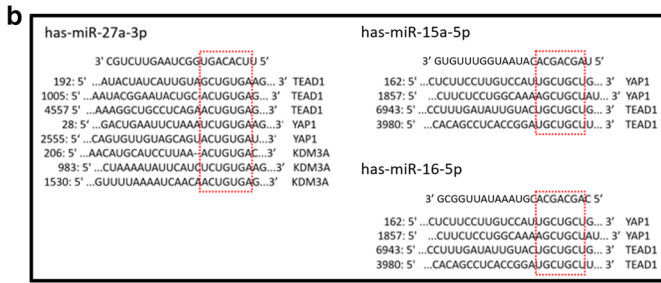 b
has-miR-27a-3p
3' CGUCUUGAAUCGGUGACACUU 5'
192: 5' ...AUACUAUCAUUGUAGCUGUGAAG... 3' TEAD1
1005: 5' ...AAUACGGAAUACUGC-ACUGUGAG... 3' TEAD1
4557 5' ...AAAGGCUGCCUCAGAACUGUGAG... 3' TEAD1
28: 5' ...GACUGAAUUCUAAAUCUGUGAAG... 3' YAP1
2555: 5' ...CAGUGUUGUAGCAGUACUGUGAU... 3' YAP1
206: 5' ...AACAUGCAUCCUUAA-ACUGUGAC... 3' KDM3A
983: 5' ...CUAAAAUAUUCAUCUCUGUGAAG... 3' KDM3A
1530: 5' ...GUUUUAAAAUCAACAACUGUGAG... 3' KDM3A
has-miR-15a-5p
3' GUGUUUGGUAAUACACGACGAU 5'
162: 5' ...CUCUUCCUUGUCCAUUGCUGCUG... 3' YAP1
1857: 5' ...CUUCUCCUGGCAAAAGCUGCUAU... 3' YAP1
6943: 5' ...CCUUUGAUAUUGUACUGCUGCUG... 3' TEAD1
3980: 5' ...CACAGCCUCACCGGAUGCUGCUU... 3' TEAD1
has-miR-16-5p
3' GCGGUUAUAAAUGCACGACGAC 5'
162: 5' ...CUCUUCCUUGUCCAUUGCUGCUG... 3' YAP1
1857: 5' ...CUUCUCCUGGCAAAAGCUGCUAU... 3' YAP1
6943: 5' ...CCUUUGAUAUUGUACUGCUGCUG... 3' TEAD1
3980: 5' ...CACAGCCUCACCGGAUGCUGCUU... 3' TEAD1